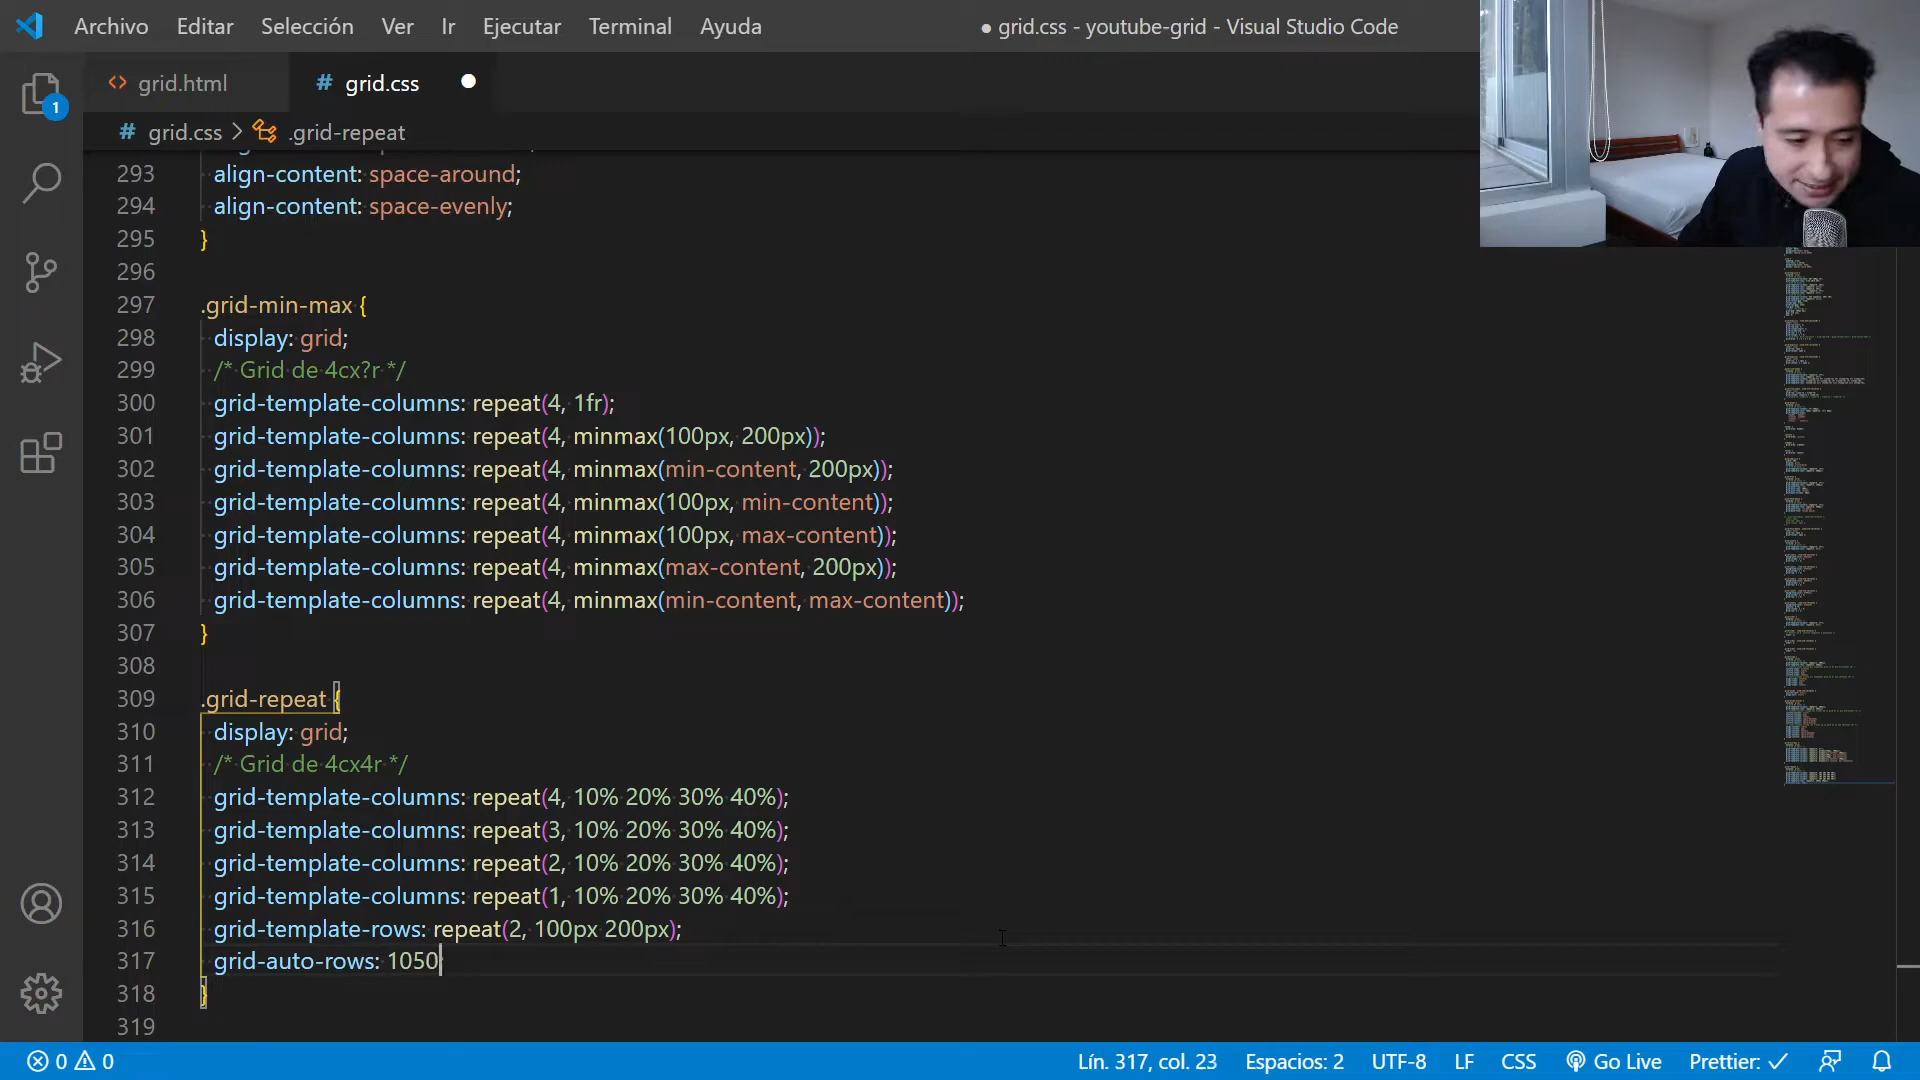 Archivo Editar Selección Ver Ir Ejecutar Terminal Ayuda ● grid.css - youtube-grid - Visual Studio Code
<> grid.html # grid.css ●
1
# grid.css > .grid-repeat
293 align-content: space-around;
294 align-content: space-evenly;
295 }
296
297 .grid-min-max {
298 display: grid;
299 /* Grid de 4cx?r */
300 grid-template-columns: repeat(4, 1fr);
301 grid-template-columns: repeat(4, minmax(100px, 200px));
302 grid-template-columns: repeat(4, minmax(min-content, 200px));
303 grid-template-columns: repeat(4, minmax(100px, min-content));
304 grid-template-columns: repeat(4, minmax(100px, max-content));
305 grid-template-columns: repeat(4, minmax(max-content, 200px));
306 grid-template-columns: repeat(4, minmax(min-content, max-content));
307 }
308
309 .grid-repeat {
310 display: grid;
311 /* Grid de 4cx4r */
312 grid-template-columns: repeat(4, 10% 20% 30% 40%);
313 grid-template-columns: repeat(3, 10% 20% 30% 40%);
314 grid-template-columns: repeat(2, 10% 20% 30% 40%);
315 grid-template-columns: repeat(1, 10% 20% 30% 40%);
316 grid-template-rows: repeat(2, 100px 200px);
317 grid-auto-rows: 1050
318 }
319
0 0 Lín. 317, col. 23 Espacios: 2 UTF-8 LF CSS Go Live Prettier: ✓